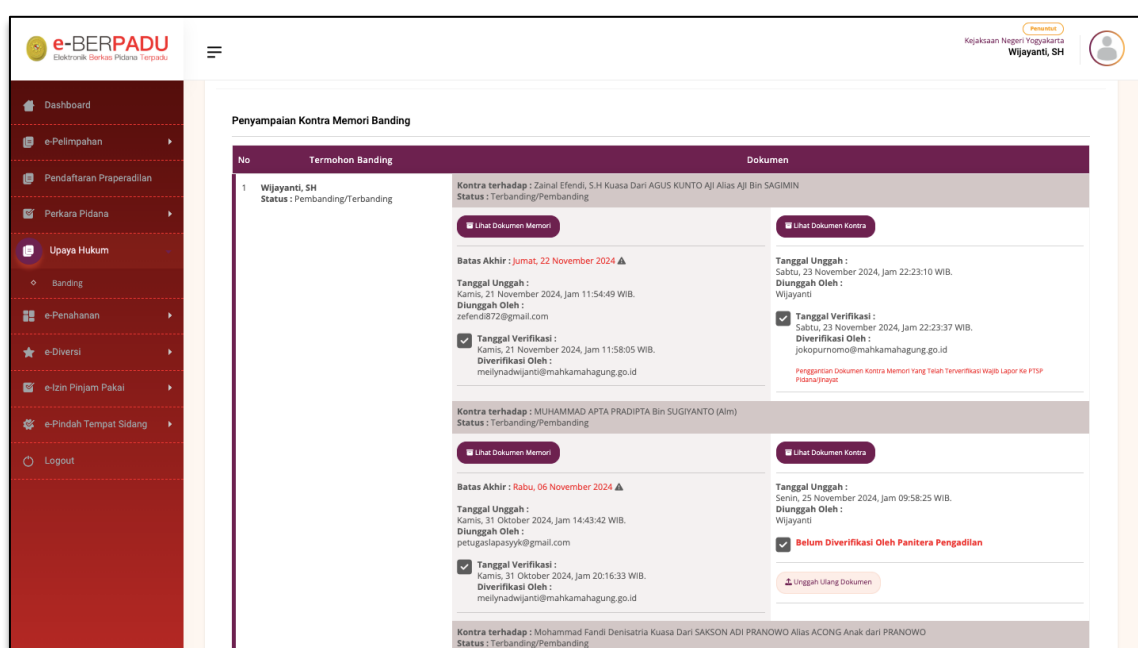 e-BERPADU
Elektronik Berkas Pidana Terpadu
Penuntut
Kejaksaan Negeri Yogyakarta
Wijayanti, SH
Dashboard
e-Pelimpahan
Pendaftaran Praperadilan
Perkara Pidana
Upaya Hukum
Banding
e-Penahanan
e-Diversi
e-Izin Pinjam Pakai
e-Pindah Tempat Sidang
Logout
Penyampaian Kontra Memori Banding
No Termohon Banding Dokumen
1 Wijayanti, SH
Status : Pembanding/Terbanding
Kontra terhadap : Zainal Efendi, S.H Kuasa Dari AGUS KUNTO AJI Alias AJI Bin SAGIMIN
Status : Terbanding/Pembanding
Lihat Dokumen Memori
Batas Akhir : Jumat, 22 November 2024
Tanggal Unggah :
Kamis, 21 November 2024, Jam 11:54:49 WIB.
Diunggah Oleh :
zefendi872@gmail.com
Tanggal Verifikasi :
Kamis, 21 November 2024, Jam 11:58:05 WIB.
Diverifikasi Oleh :
meilynadwijanti@mahkamahagung.go.id
Lihat Dokumen Kontra
Tanggal Unggah :
Sabtu, 23 November 2024, Jam 22:23:10 WIB.
Diunggah Oleh :
Wijayanti
Tanggal Verifikasi :
Sabtu, 23 November 2024, Jam 22:23:37 WIB.
Diverifikasi Oleh :
jokopurnomo@mahkamahagung.go.id
Penggantian Dokumen Kontra Memori Yang Telah Terverifikasi Wajib Lapor Ke PTSP
Pidana/Jinayat
Kontra terhadap : MUHAMMAD APTA PRADIPTA Bin SUGIYANTO (Alm)
Status : Terbanding/Pembanding
Lihat Dokumen Memori
Batas Akhir : Rabu, 06 November 2024
Tanggal Unggah :
Kamis, 31 Oktober 2024, Jam 14:43:42 WIB.
Diunggah Oleh :
petugaslapasyyk@gmail.com
Tanggal Verifikasi :
Kamis, 31 Oktober 2024, Jam 20:16:33 WIB.
Diverifikasi Oleh :
meilynadwijanti@mahkamahagung.go.id
Lihat Dokumen Kontra
Tanggal Unggah :
Senin, 25 November 2024, Jam 09:58:25 WIB.
Diunggah Oleh :
Wijayanti
Belum Diverifikasi Oleh Panitera Pengadilan
Unggah Ulang Dokumen
Kontra terhadap : Mohammad Fandi Denisatria Kuasa Dari SAKSON ADI PRANOWO Alias ACONG Anak dari PRANOWO
Status : Terbanding/Pembanding